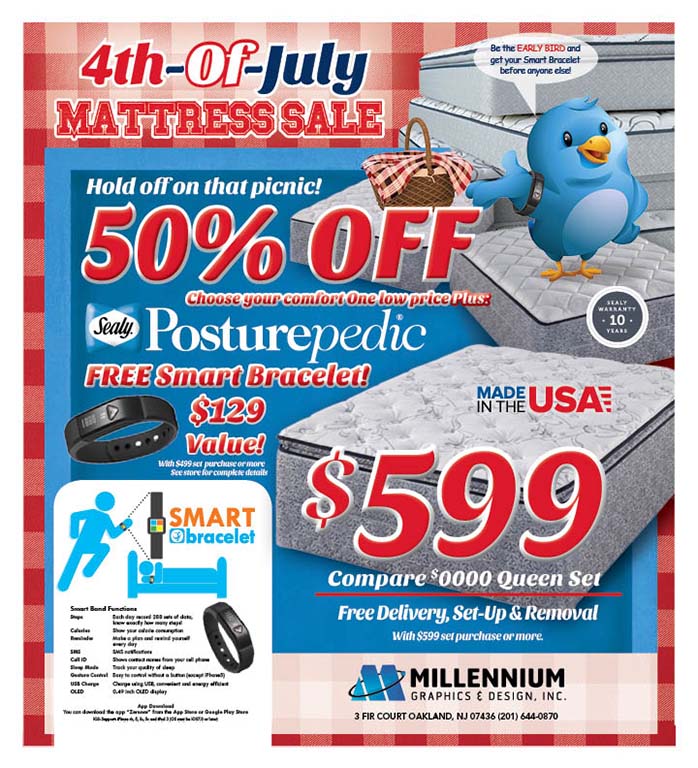 4th-Of-July
MATTRESS SALE
Be the EARLY BIRD and
get your Smart Bracelet
before anyone else!
Hold off on that picnic!
50% OFF
Choose your comfort One low price Plus:
Sealy. Posturepedic
SEALY
WARRANTY
10
YEARS
FREE Smart Bracelet!
$129
Value!
With $499 set purchase or more
See store for complete details
MADE
IN THE USA
$599
Compare $0000 Queen Set
Free Delivery, Set-Up & Removal
With $599 set purchase or more.
SMART
bracelet
Smart Band Functions
Steps Each day record 288 sets of data,
know exactly how many steps!
Calories Show your calorie consumption
Reminder Make a plan and remind yourself
every day
SMS SMS notifications
Call ID Shows contact names from your cell phone
Sleep Mode Track your quality of sleep
Gesture Control Easy to control without a button (except iPhone5)
USB Charge Charge using USB, convenient and energy efficient
OLED 0.49 inch OLED display
App Download
You can download the app "Zeroner" from the App Store or Google Play Store
MILLENNIUM
GRAPHICS & DESIGN, INC.
3 FIR COURT OAKLAND, NJ 07436 (201) 644-0870